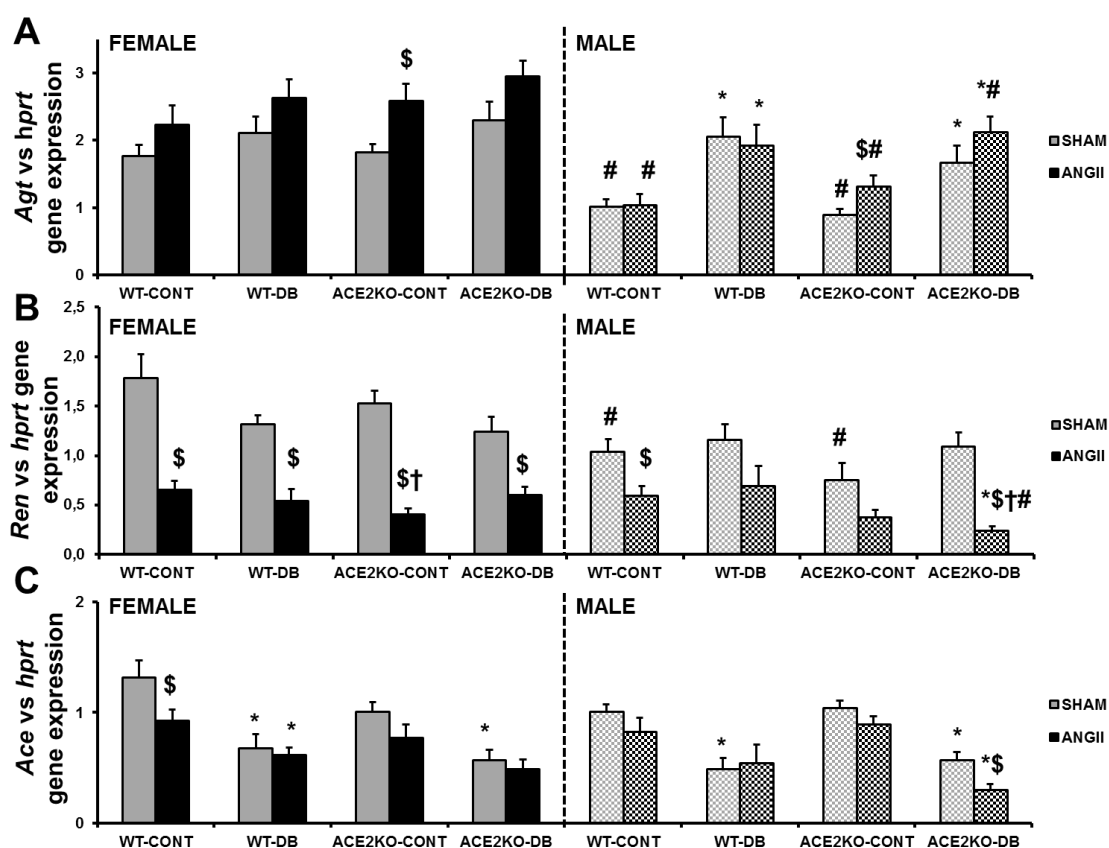 A
FEMALE
MALE
Agt vs hprt
gene expression
3
2
1
0
$
# #
* *
#
$#
*
*#
SHAM
ANGII
WT-CONT WT-DB ACE2KO-CONT ACE2KO-DB WT-CONT WT-DB ACE2KO-CONT ACE2KO-DB
B
FEMALE
MALE
Ren vs hprt gene
expression
2,5
2,0
1,5
1,0
0,5
0,0
$
$
$†
$
#
$
#
*$†#
SHAM
ANGII
WT-CONT WT-DB ACE2KO-CONT ACE2KO-DB WT-CONT WT-DB ACE2KO-CONT ACE2KO-DB
C
FEMALE
MALE
Ace vs hprt
gene expression
2
1
0
$
* *
*
*
*
*$
SHAM
ANGII
WT-CONT WT-DB ACE2KO-CONT ACE2KO-DB WT-CONT WT-DB ACE2KO-CONT ACE2KO-DB